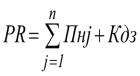 PR = ∑_{j=1}^{n} Пнj + Кдз